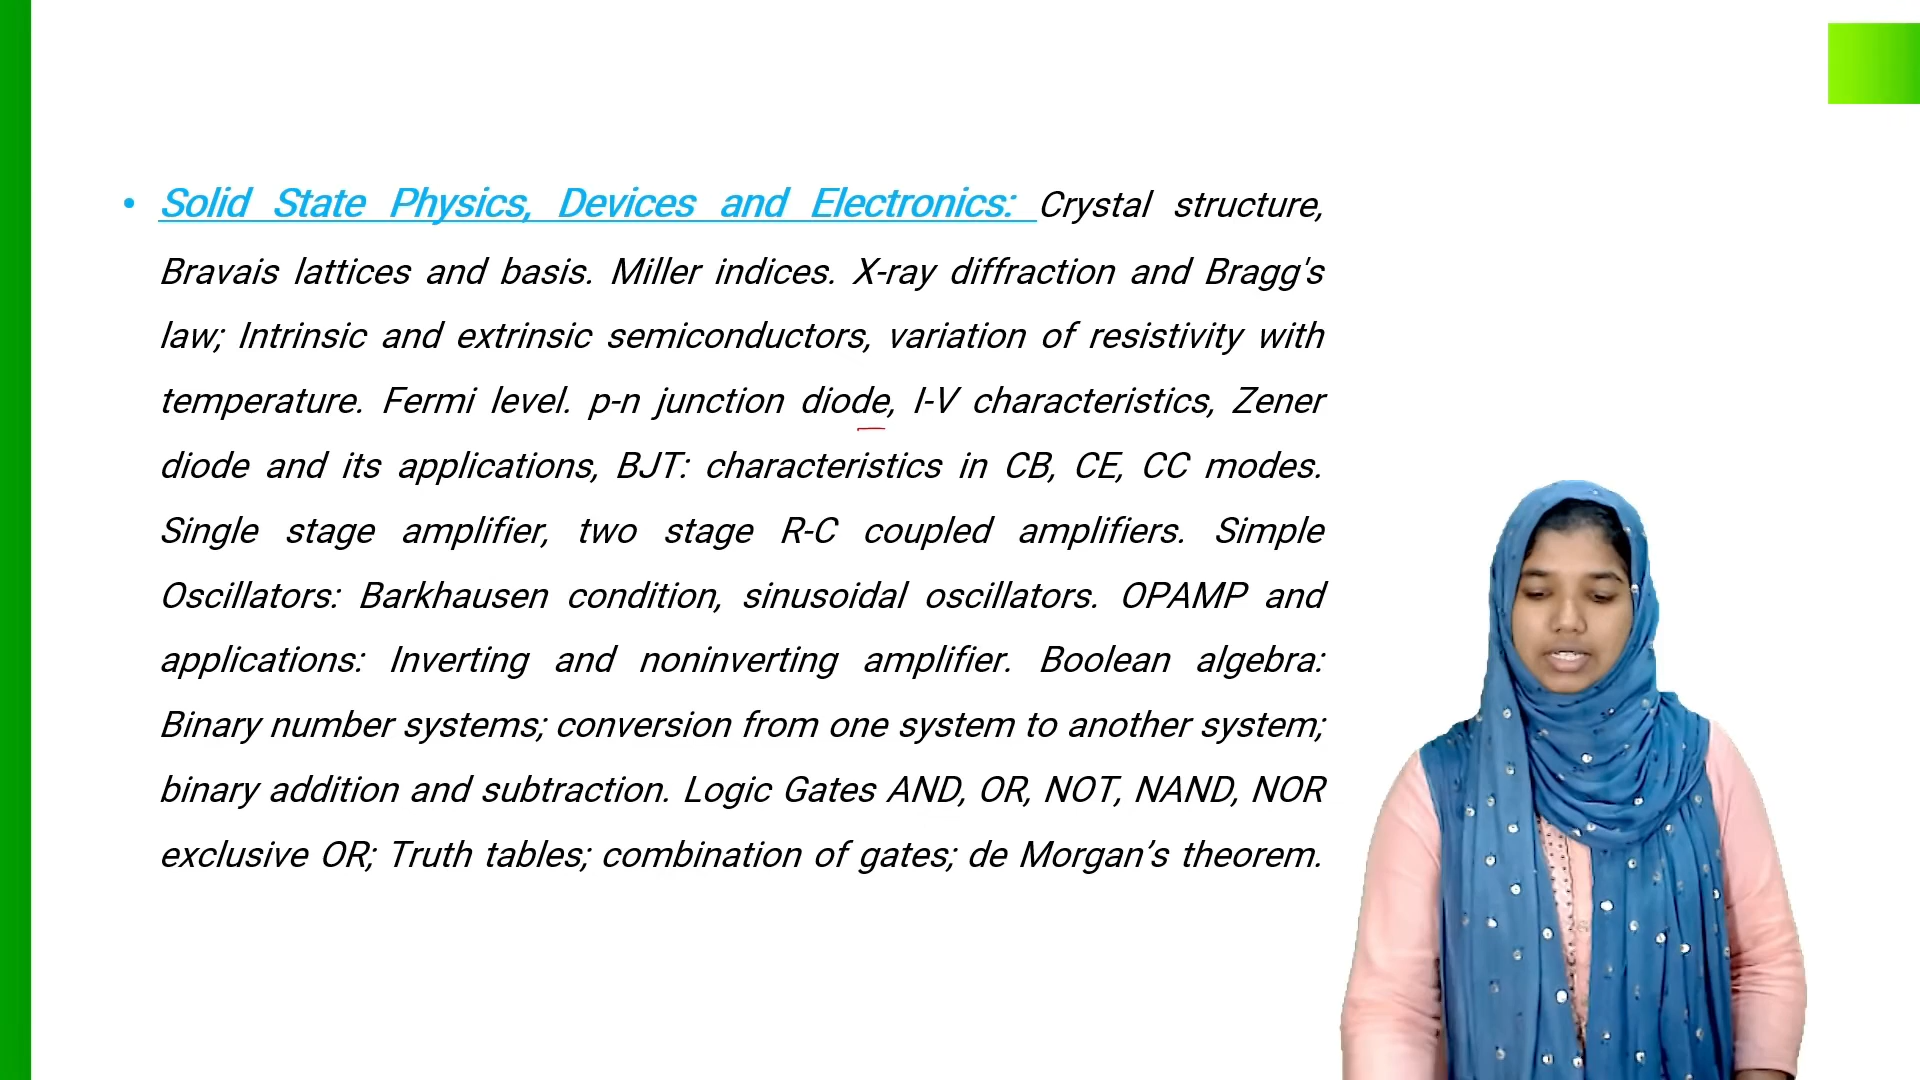 • Solid State Physics, Devices and Electronics: Crystal structure,
Bravais lattices and basis. Miller indices. X-ray diffraction and Bragg's
law; Intrinsic and extrinsic semiconductors, variation of resistivity with
temperature. Fermi level. p-n junction diode, I-V characteristics, Zener
diode and its applications, BJT: characteristics in CB, CE, CC modes.
Single stage amplifier, two stage R-C coupled amplifiers. Simple
Oscillators: Barkhausen condition, sinusoidal oscillators. OPAMP and
applications: Inverting and noninverting amplifier. Boolean algebra:
Binary number systems; conversion from one system to another system;
binary addition and subtraction. Logic Gates AND, OR, NOT, NAND, NOR
exclusive OR; Truth tables; combination of gates; de Morgan’s theorem.